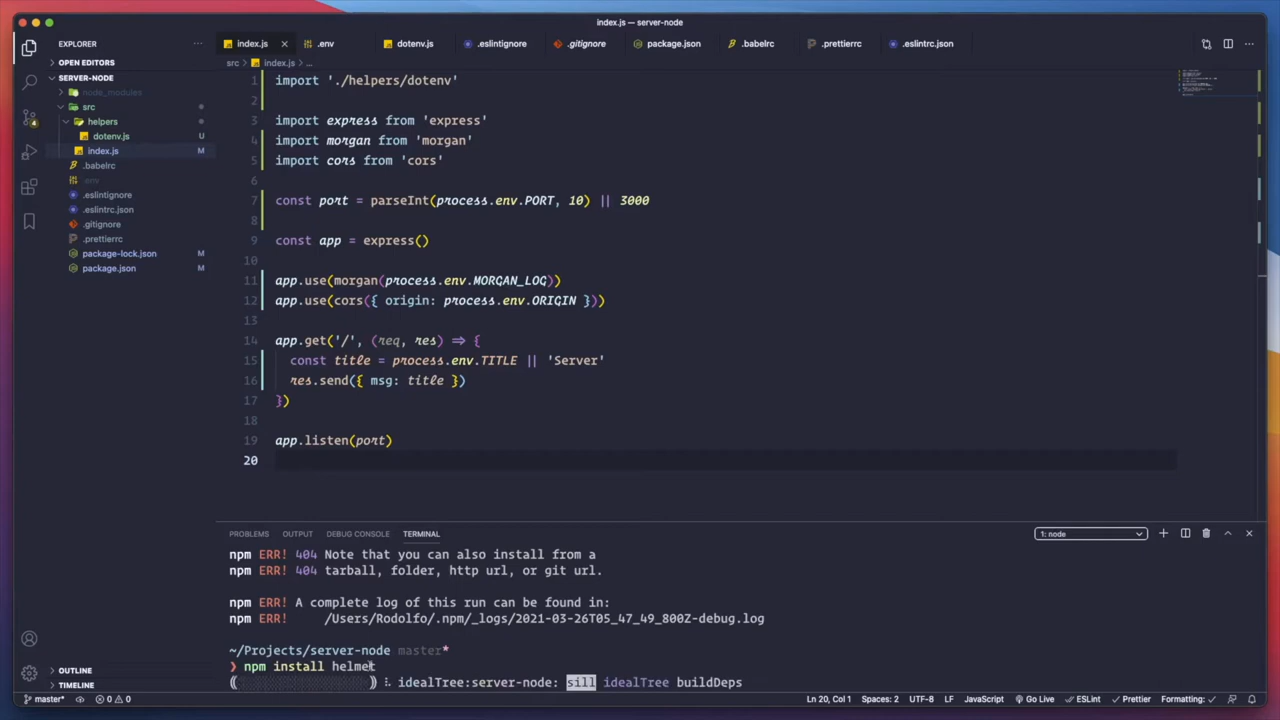 index.js — server-node
EXPLORER
index.js
.env
dotenv.js
.eslintignore
.gitignore
package.json
.babelrc
.prettierrc
.eslintrc.json
OPEN EDITORS
src > index.js > ...
SERVER-NODE
node_modules
src
helpers
dotenv.js U
index.js M
.babelrc
.env
.eslintignore
.eslintrc.json
.gitignore
.prettierrc
package-lock.json M
package.json M
4
1 import './helpers/dotenv'
2
3 import express from 'express'
4 import morgan from 'morgan'
5 import cors from 'cors'
6
7 const port = parseInt(process.env.PORT, 10) || 3000
8
9 const app = express()
10
11 app.use(morgan(process.env.MORGAN_LOG))
12 app.use(cors({ origin: process.env.ORIGIN }))
13
14 app.get('/', (req, res) => {
15 const title = process.env.TITLE || 'Server'
16 res.send({ msg: title })
17 })
18
19 app.listen(port)
20
PROBLEMS OUTPUT DEBUG CONSOLE TERMINAL
1: node
npm ERR! 404 Note that you can also install from a
npm ERR! 404 tarball, folder, http url, or git url.
npm ERR! A complete log of this run can be found in:
npm ERR! /Users/Rodolfo/.npm/_logs/2021-03-26T05_47_49_800Z-debug.log
~/Projects/server-node master*
❯ npm install helmet
(░░░░░░░░░░░░░░░░░░) ⠧ idealTree:server-node: sill idealTree buildDeps
OUTLINE
TIMELINE
master* 0 0 Ln 20, Col 1 Spaces: 2 UTF-8 LF JavaScript Go Live ✓ ESLint ✓ Prettier Formatting: ✓